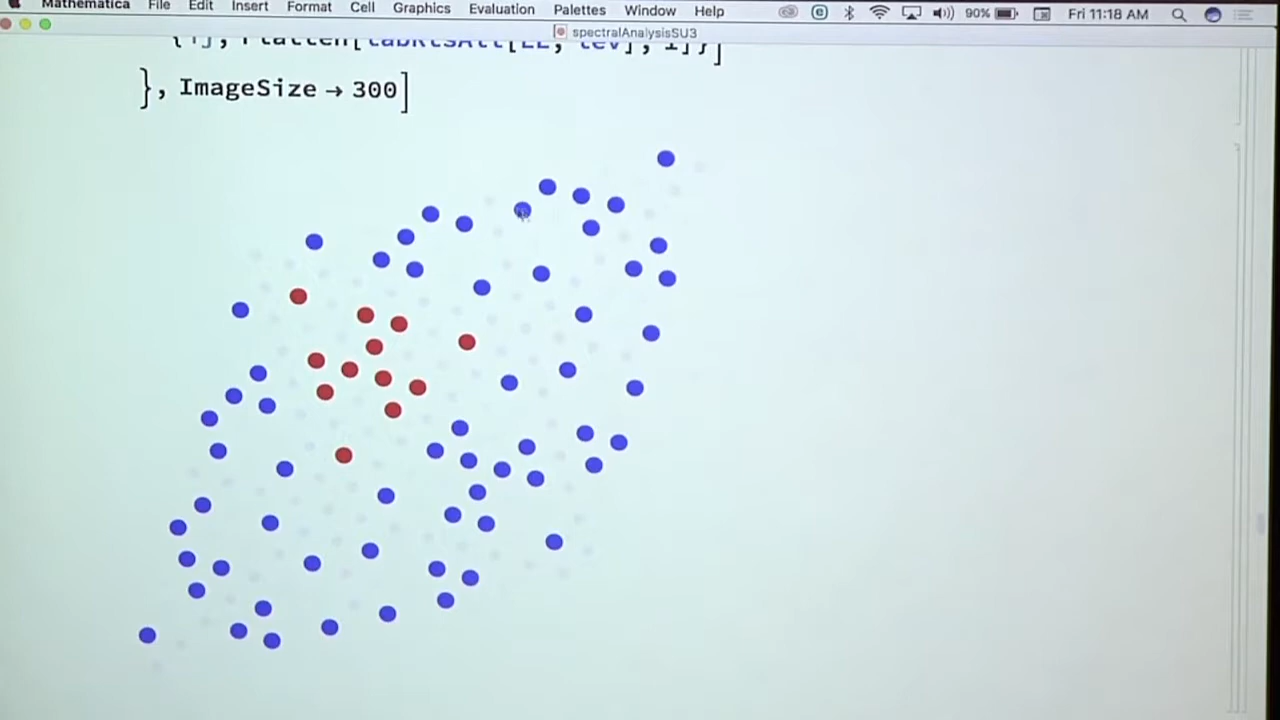 Mathematica File Edit Insert Format Cell Graphics Evaluation Palettes Window Help 90% Fri 11:18 AM
spectralAnalysisSU3
}, ImageSize → 300]